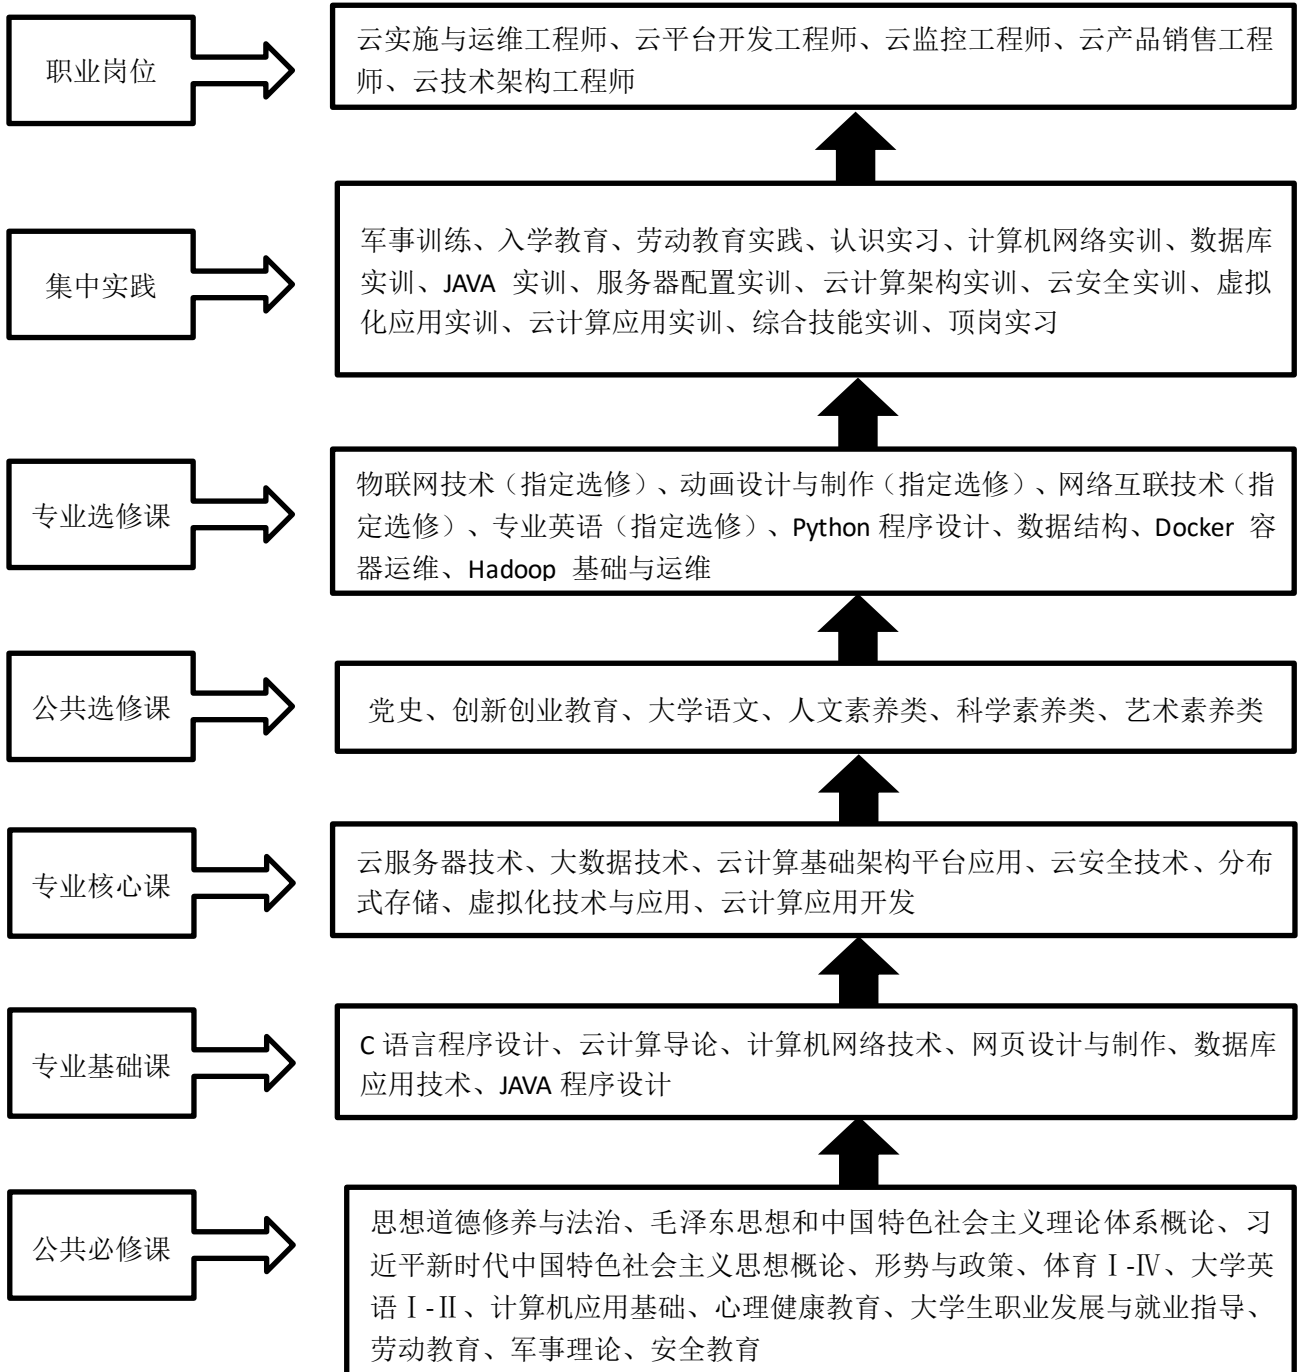 职业岗位
云实施与运维工程师、云平台开发工程师、云监控工程师、云产品销售工程
师、云技术架构工程师
集中实践
军事训练、入学教育、劳动教育实践、认识实习、计算机网络实训、数据库
实训、JAVA 实训、服务器配置实训、云计算架构实训、云安全实训、虚拟
化应用实训、云计算应用实训、综合技能实训、顶岗实习
专业选修课
物联网技术（指定选修）、动画设计与制作（指定选修）、网络互联技术（指
定选修）、专业英语（指定选修）、Python 程序设计、数据结构、Docker 容
器运维、Hadoop 基础与运维
公共选修课
党史、创新创业教育、大学语文、人文素养类、科学素养类、艺术素养类
专业核心课
云服务器技术、大数据技术、云计算基础架构平台应用、云安全技术、分布
式存储、虚拟化技术与应用、云计算应用开发
专业基础课
C 语言程序设计、云计算导论、计算机网络技术、网页设计与制作、数据库
应用技术、JAVA 程序设计
公共必修课
思想道德修养与法治、毛泽东思想和中国特色社会主义理论体系概论、习
近平新时代中国特色社会主义思想概论、形势与政策、体育Ⅰ-Ⅳ、大学英
语Ⅰ-Ⅱ、计算机应用基础、心理健康教育、大学生职业发展与就业指导、
劳动教育、军事理论、安全教育